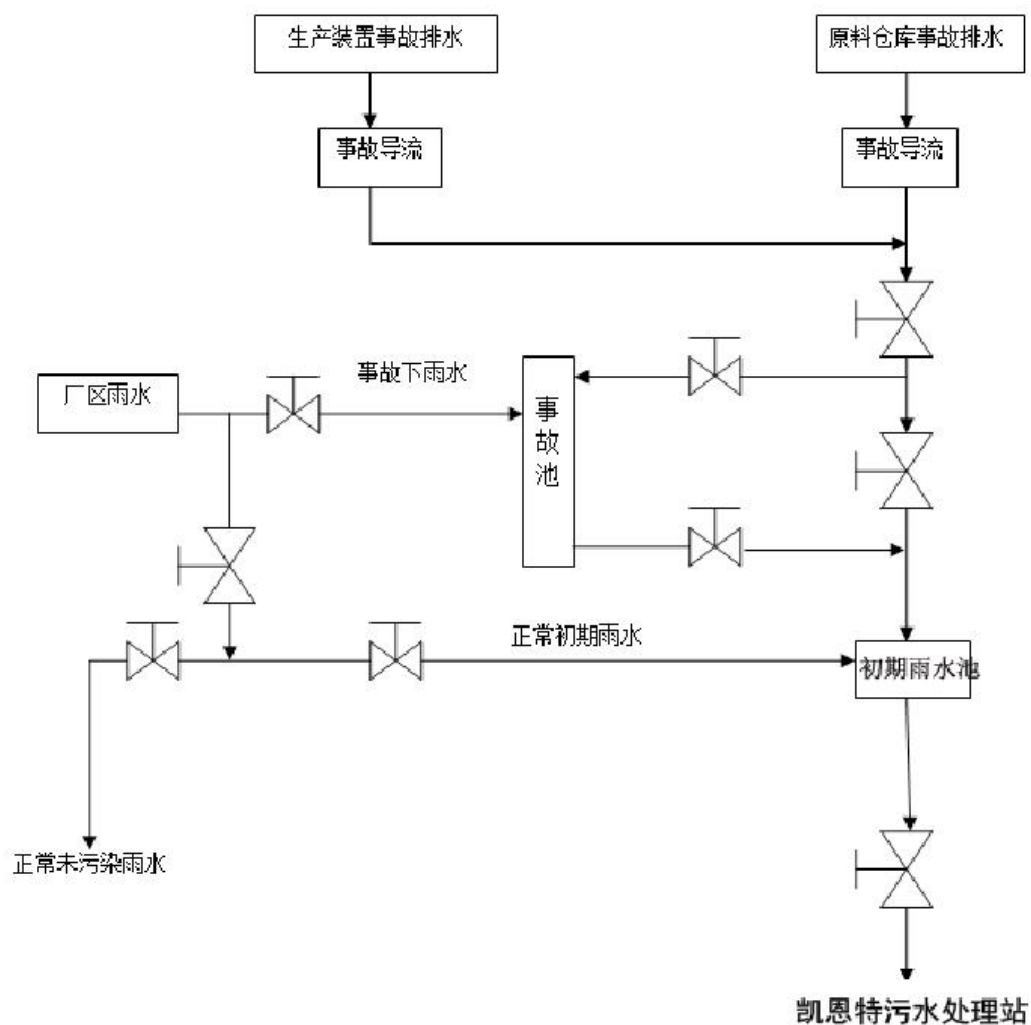 生产装置事故排水
原料仓库事故排水
事故导流
事故导流
事故下雨水
厂区雨水
事故池
正常初期雨水
初期雨水池
正常未污染雨水
凯恩特污水处理站